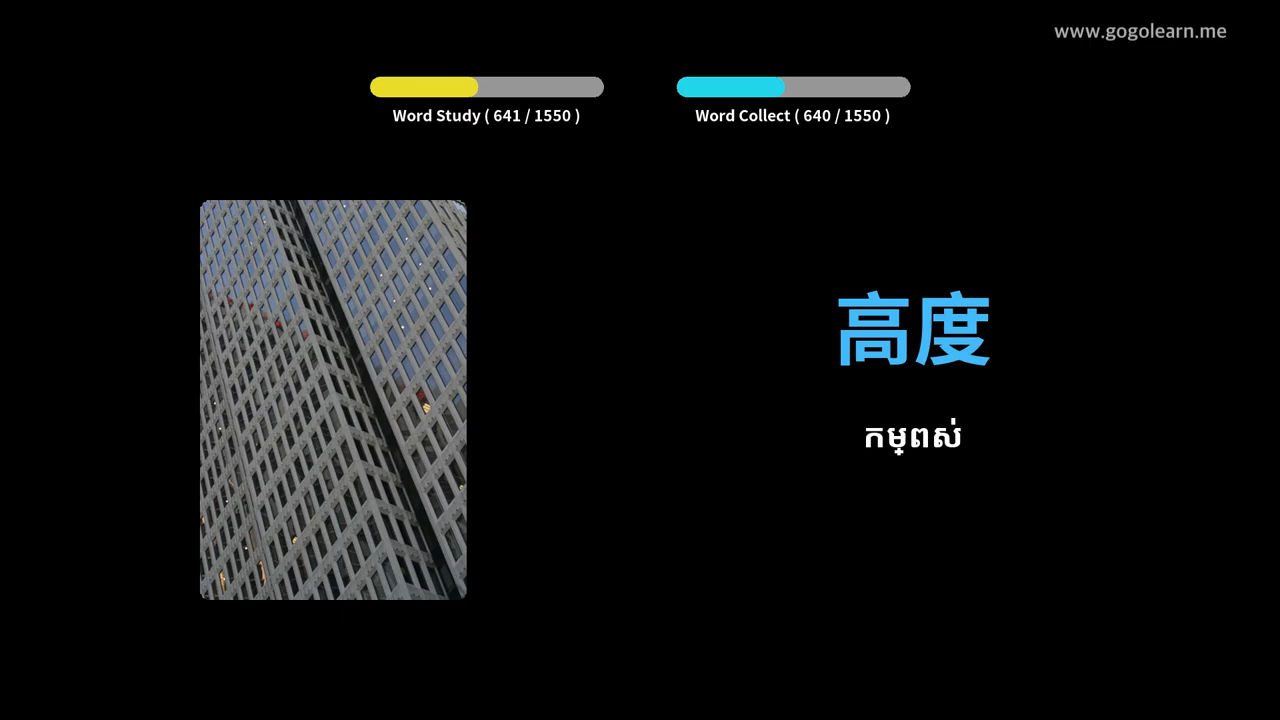 www.gogolearn.me
Word Study ( 641 / 1550 )
Word Collect ( 640 / 1550 )
高度
កម្ពស់